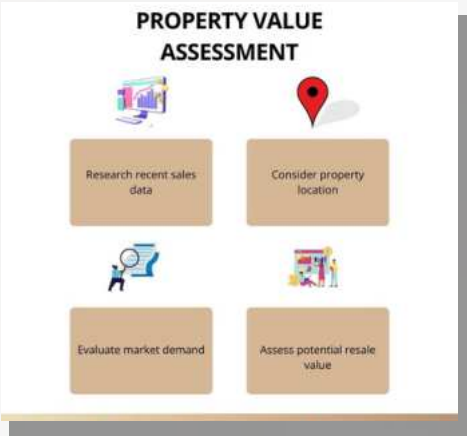 PROPERTY VALUE
ASSESSMENT
Research recent sales
data
Consider property
location
Evaluate market demand
Assess potential resale
value